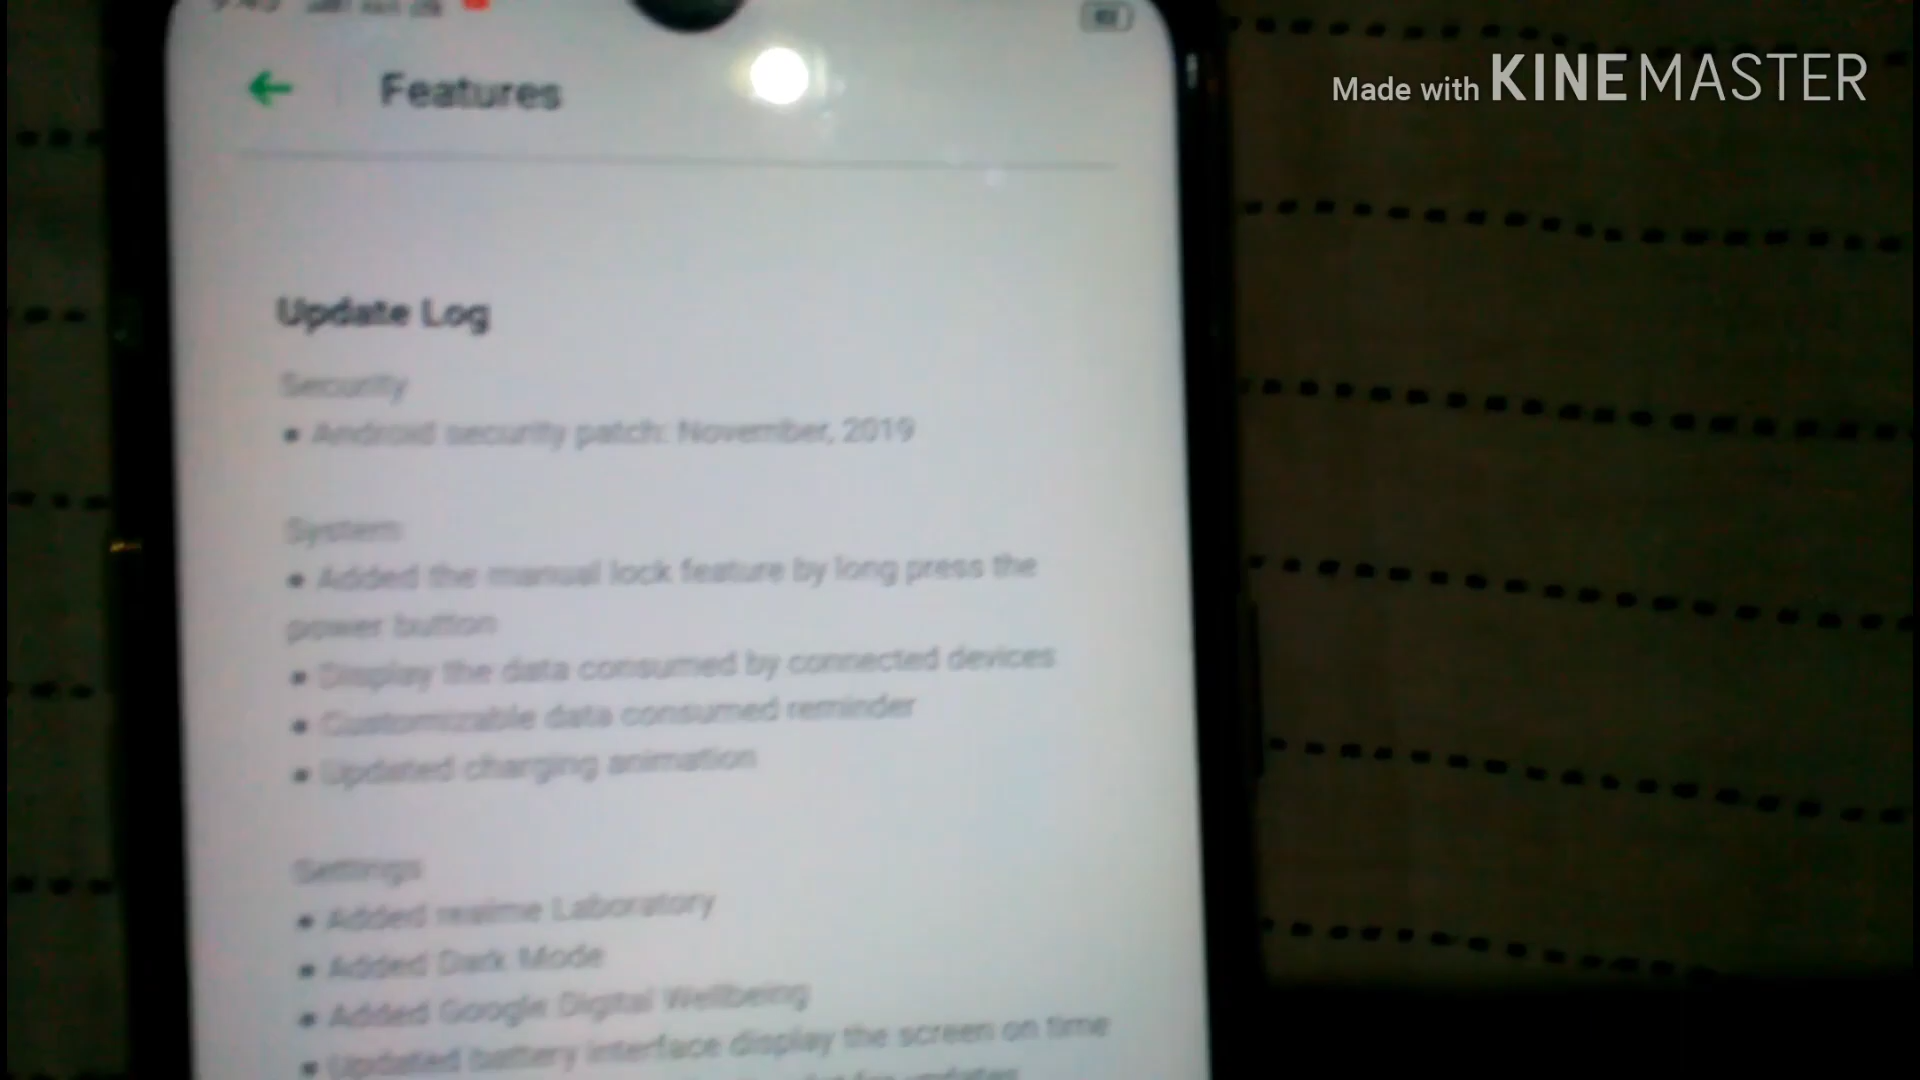 Made with KINEMASTER
Features
Update Log
Security
• Android security patch: November, 2019
System
• Added the manual lock feature by long press the
power button
• Display the data consumed by connected devices
• Customizable data consumed reminder
• Updated charging animation
Settings
• Added realme Laboratory
• Added Dark Mode
• Added Google Digital Wellbeing
• Updated battery interface display the screen on time